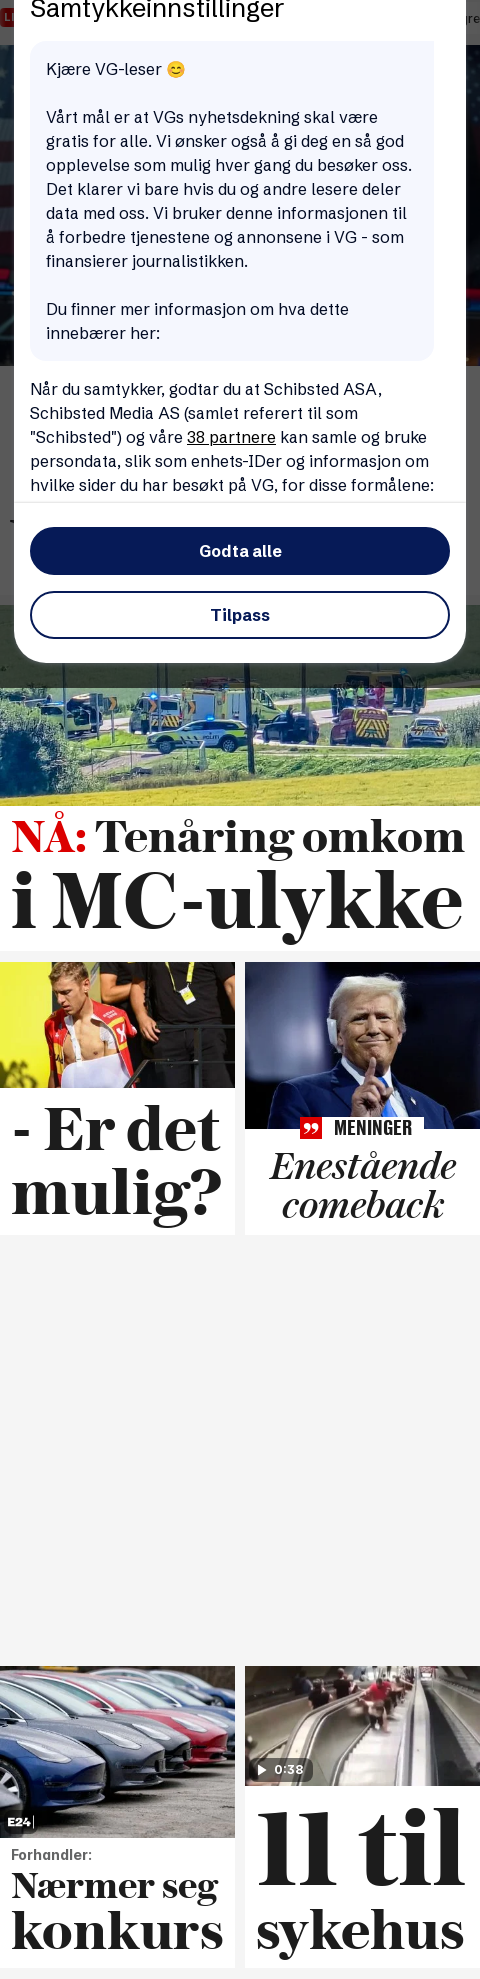 Samtykkeinnstillinger
Kjære VG-leser 😊
Vårt mål er at VGs nyhetsdekning skal være
gratis for alle. Vi ønsker også å gi deg en så god
opplevelse som mulig hver gang du besøker oss.
Det klarer vi bare hvis du og andre lesere deler
data med oss. Vi bruker denne informasjonen til
å forbedre tjenestene og annonsene i VG - som
finansierer journalistikken.
Du finner mer informasjon om hva dette
innebærer her:
Når du samtykker, godtar du at Schibsted ASA,
Schibsted Media AS (samlet referert til som
"Schibsted") og våre 38 partnere kan samle og bruke
persondata, slik som enhets-IDer og informasjon om
hvilke sider du har besøkt på VG, for disse formålene:
Godta alle
Tilpass
NÅ: Tenåring omkom
i MC-ulykke
- Er det
mulig?
MENINGER
Enestående
comeback
E24
Forhandler:
Nærmer seg
konkurs
0:38
11 til
sykehus